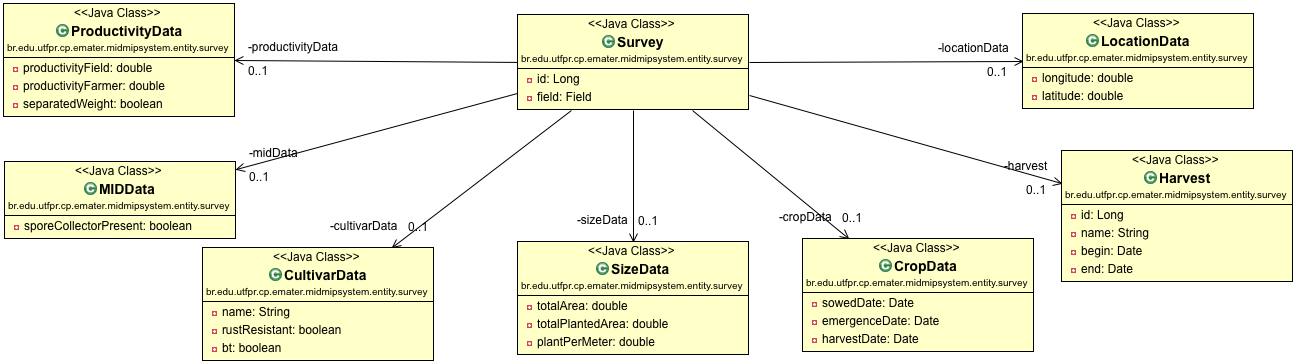 <<Java Class>>
ProductivityData
br.edu.utfpr.cp.emater.midmipsystem.entity.survey
productivityField: double
productivityFarmer: double
separatedWeight: boolean
-productivityData
0..1
<<Java Class>>
Survey
br.edu.utfpr.cp.emater.midmipsystem.entity.survey
id: Long
field: Field
-locationData
0..1
<<Java Class>>
LocationData
br.edu.utfpr.cp.emater.midmipsystem.entity.survey
longitude: double
latitude: double
-midData
0..1
<<Java Class>>
MIDData
br.edu.utfpr.cp.emater.midmipsystem.entity.survey
sporeCollectorPresent: boolean
-cultivarData
0..1
<<Java Class>>
CultivarData
br.edu.utfpr.cp.emater.midmipsystem.entity.survey
name: String
rustResistant: boolean
bt: boolean
-sizeData
0..1
<<Java Class>>
SizeData
br.edu.utfpr.cp.emater.midmipsystem.entity.survey
totalArea: double
totalPlantedArea: double
plantPerMeter: double
-cropData
0..1
<<Java Class>>
CropData
br.edu.utfpr.cp.emater.midmipsystem.entity.survey
sowedDate: Date
emergenceDate: Date
harvestDate: Date
-harvest
0..1
<<Java Class>>
Harvest
br.edu.utfpr.cp.emater.midmipsystem.entity.survey
id: Long
name: String
begin: Date
end: Date